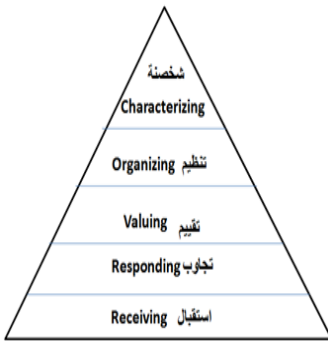 شخصنة
Characterizing
Organizing تنظيم
Valuing تقييم
Responding تجاوب
Receiving استقبال